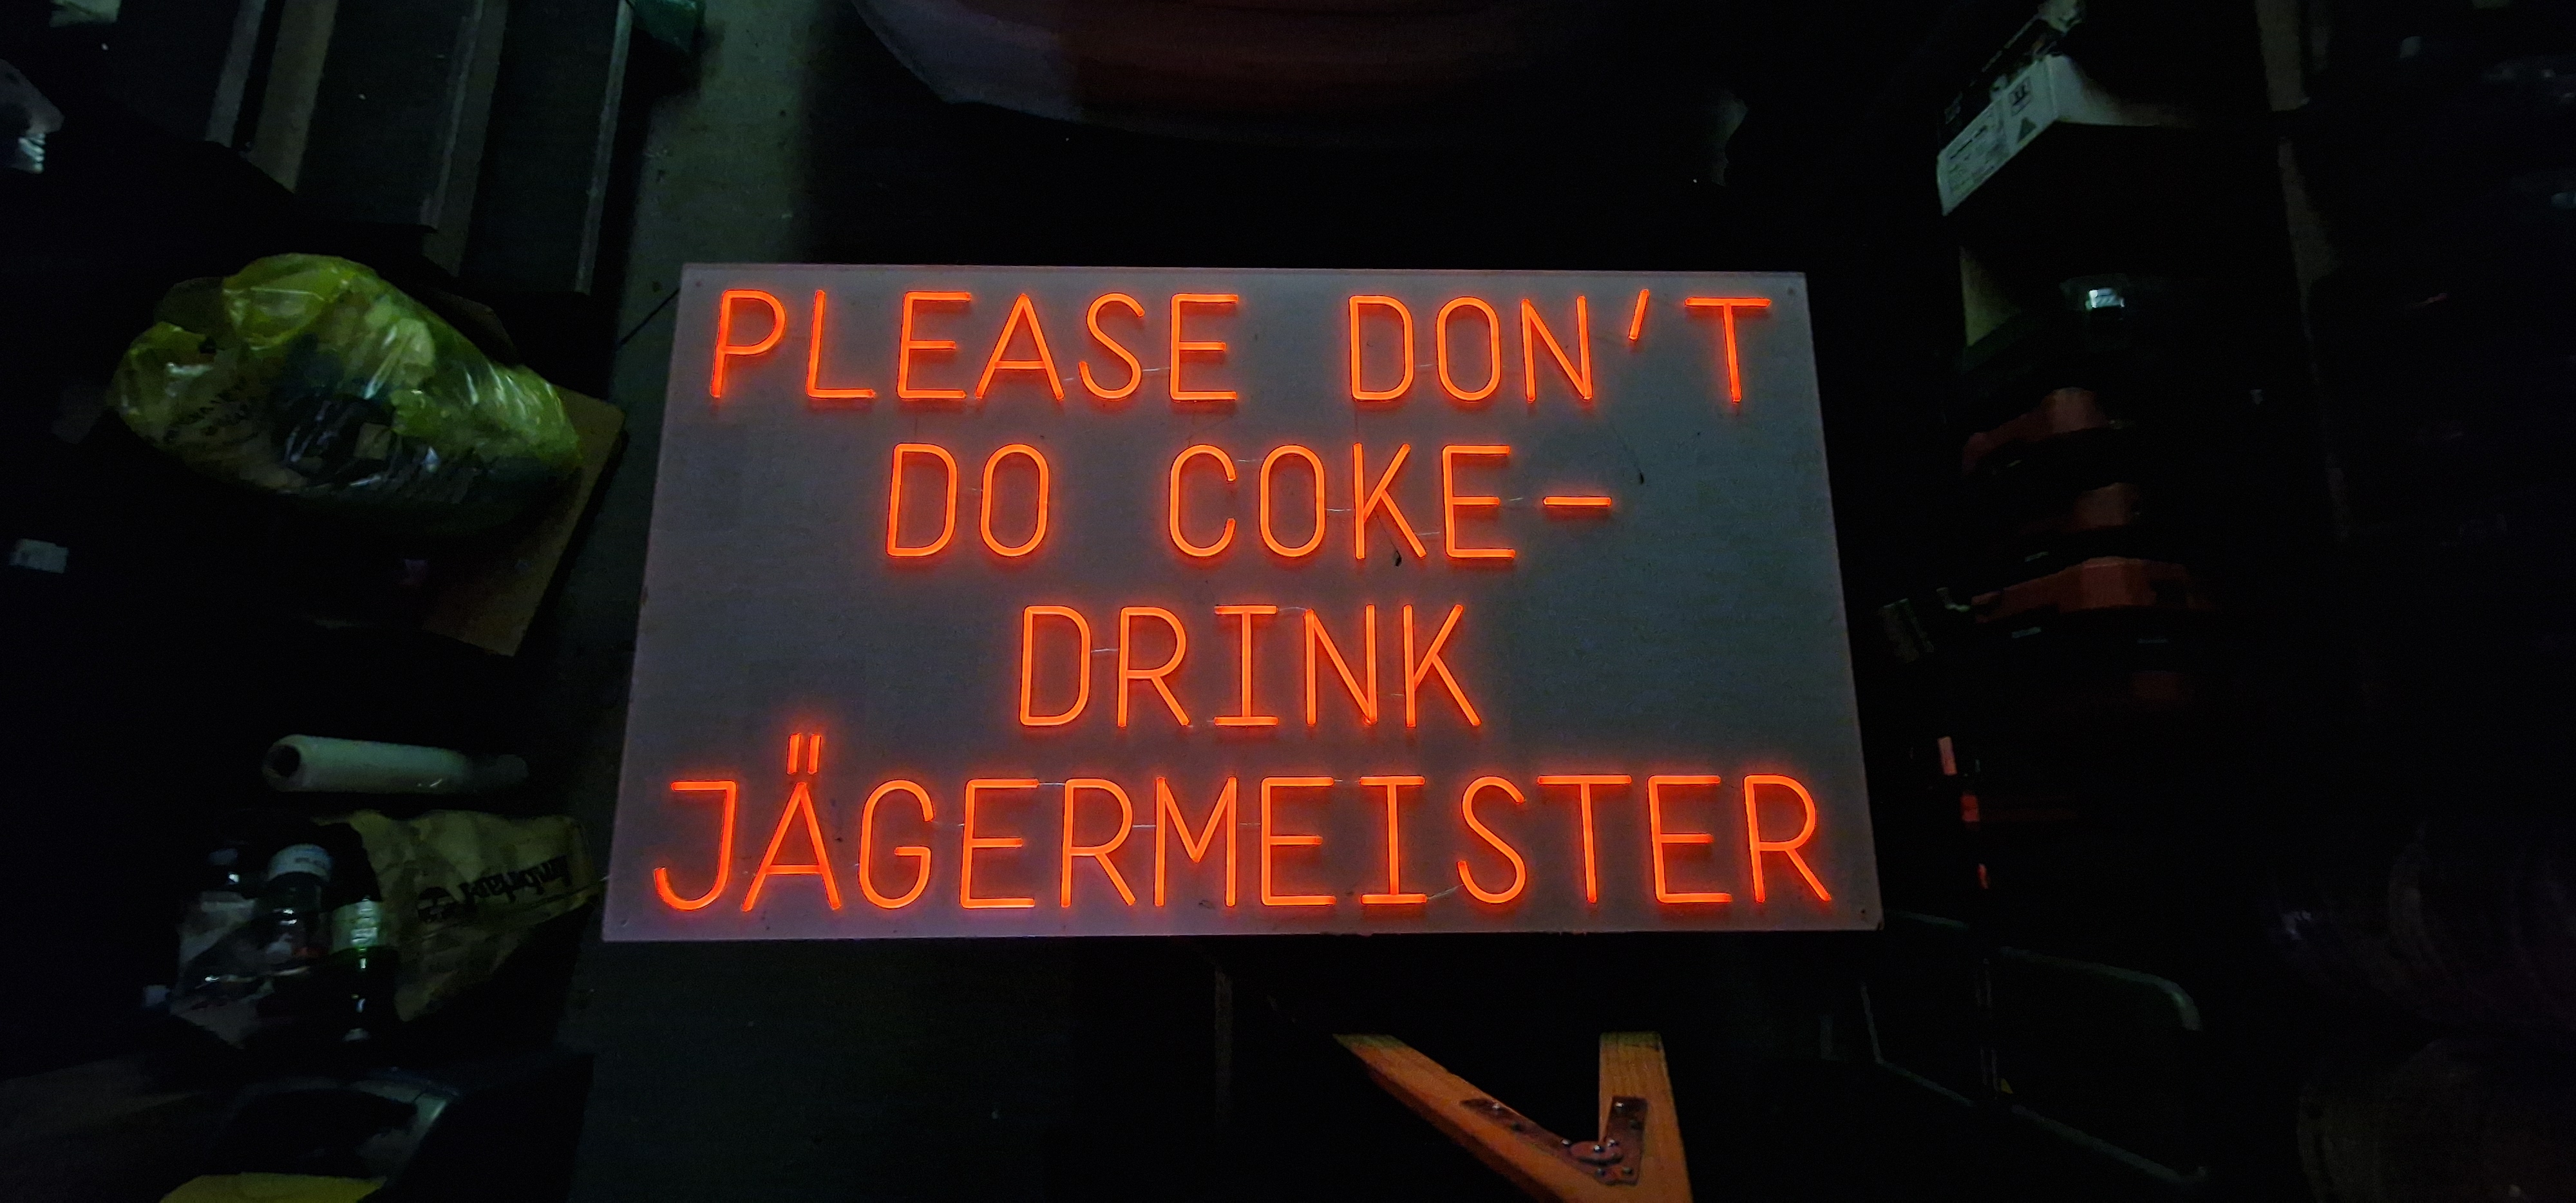 PLEASE DON'T
DO COKE-
DRINK
JÄGERMEISTER